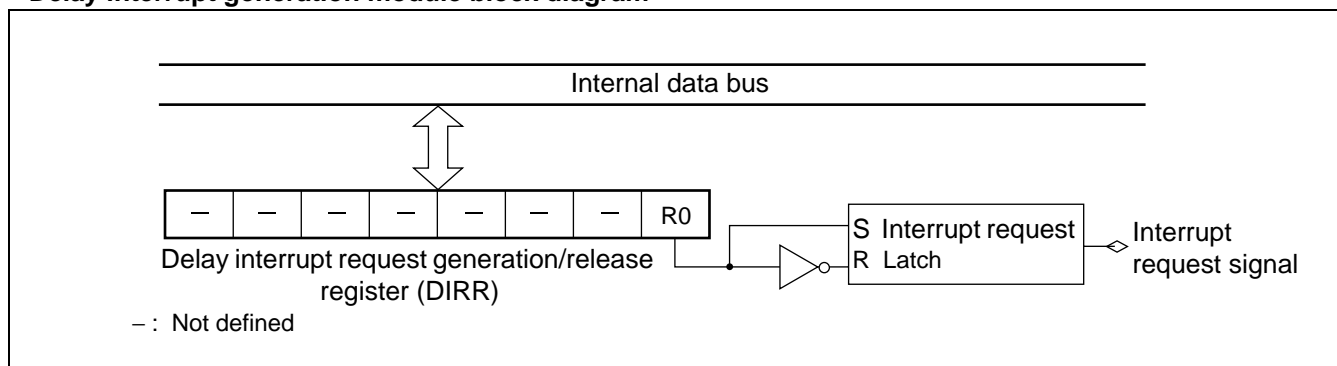 Delay interrupt generation module block diagram
Internal data bus
– – – – – – – R0
Delay interrupt request generation/release
register (DIRR)
S Interrupt request
R Latch
Interrupt
request signal
– : Not defined